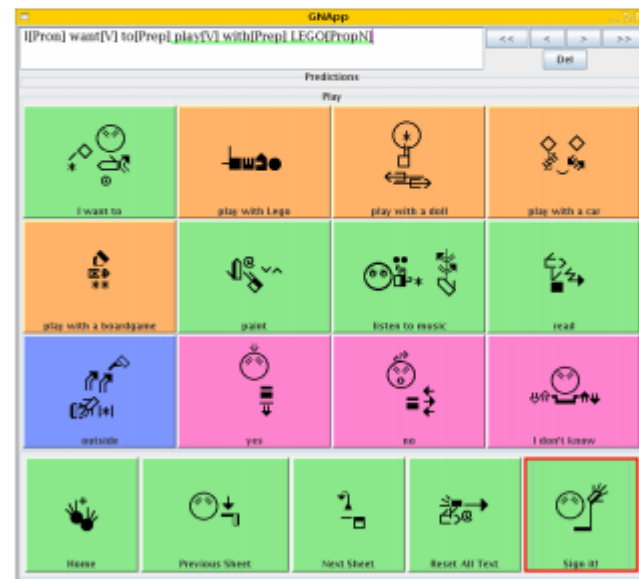 GNApp
I[Pron] want[V] to[Prep] play[V] with[Prep] LEGO[PropN]
<< < > >>
Del
Predictions
Play
I want to
play with Lego
play with a doll
play with a car
play with a boardgame
paint
listen to music
read
outside
yes
no
I don't know
Home
Previous Sheet
Next Sheet
Reset All Text
Sign it!